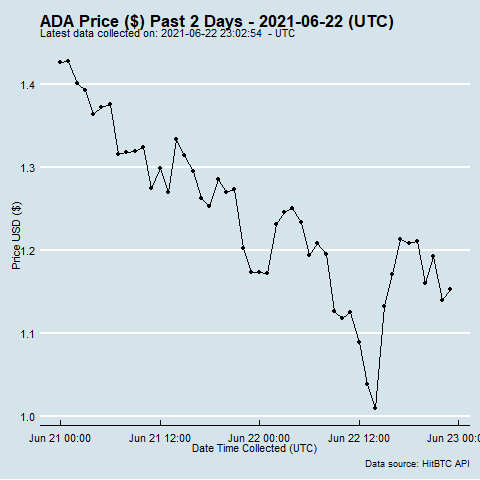 ADA Price ($) Past 2 Days - 2021-06-22 (UTC)
Latest data collected on: 2021-06-22 23:02:54  - UTC
1.4
1.3
1.2
1.1
1.0
Price USD ($)
Jun 21 00:00
Jun 21 12:00
Jun 22 00:00
Jun 22 12:00
Jun 23 00:00
Date Time Collected (UTC)
Data source: HitBTC API